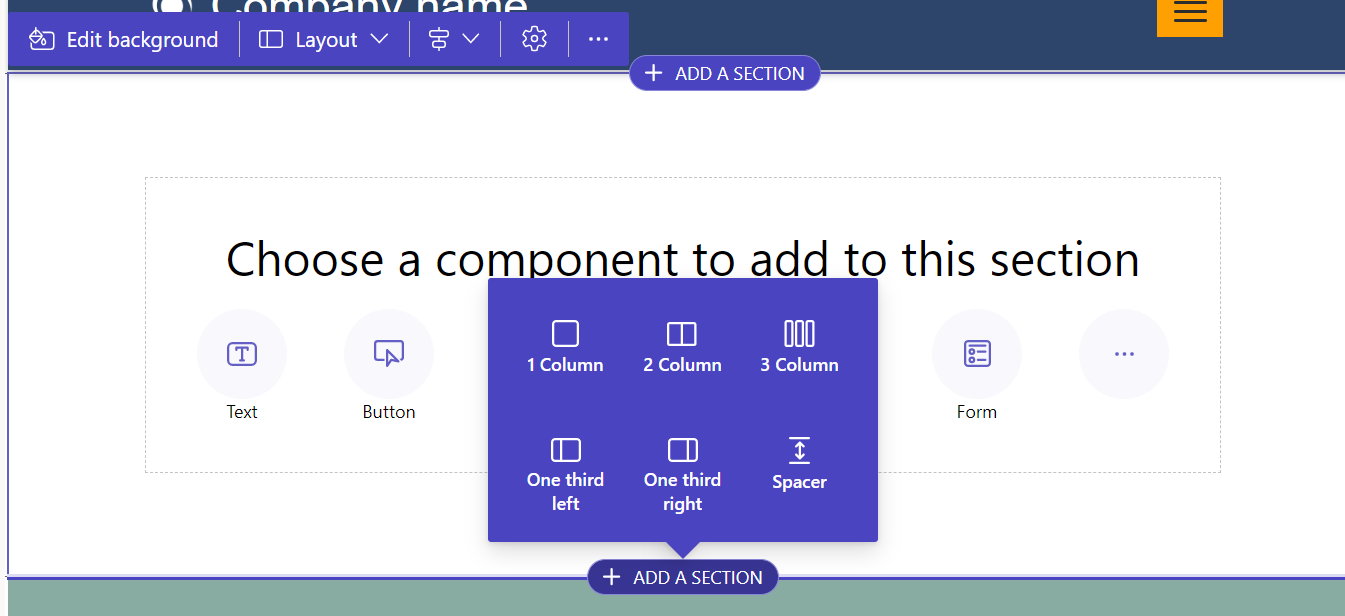 Company name
Edit background
Layout
ADD A SECTION
Choose a component to add to this section
Text
Button
Form
1 Column
2 Column
3 Column
One third
left
One third
right
Spacer
ADD A SECTION